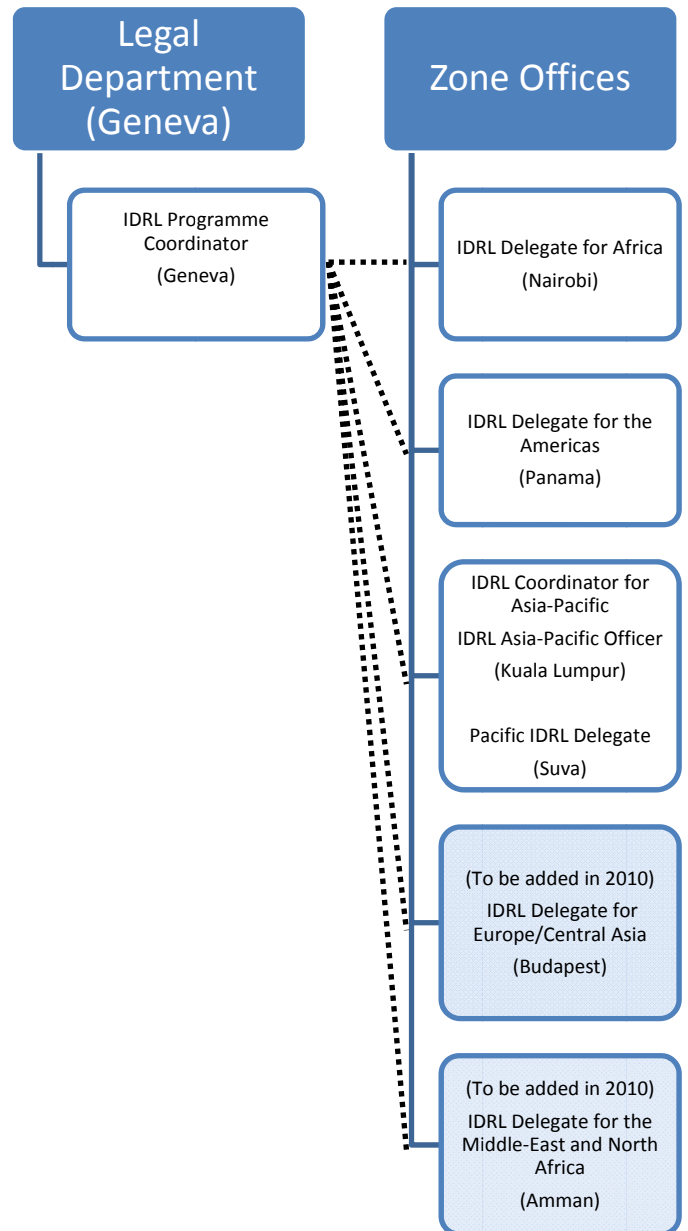 Legal
Department
(Geneva)
IDRL Programme
Coordinator
(Geneva)
Zone Offices
IDRL Delegate for Africa
(Nairobi)
IDRL Delegate for the
Americas
(Panama)
IDRL Coordinator for
Asia-Pacific
IDRL Asia-Pacific Officer
(Kuala Lumpur)
Pacific IDRL Delegate
(Suva)
(To be added in 2010)
IDRL Delegate for
Europe/Central Asia
(Budapest)
(To be added in 2010)
IDRL Delegate for the
Middle-East and North
Africa
(Amman)